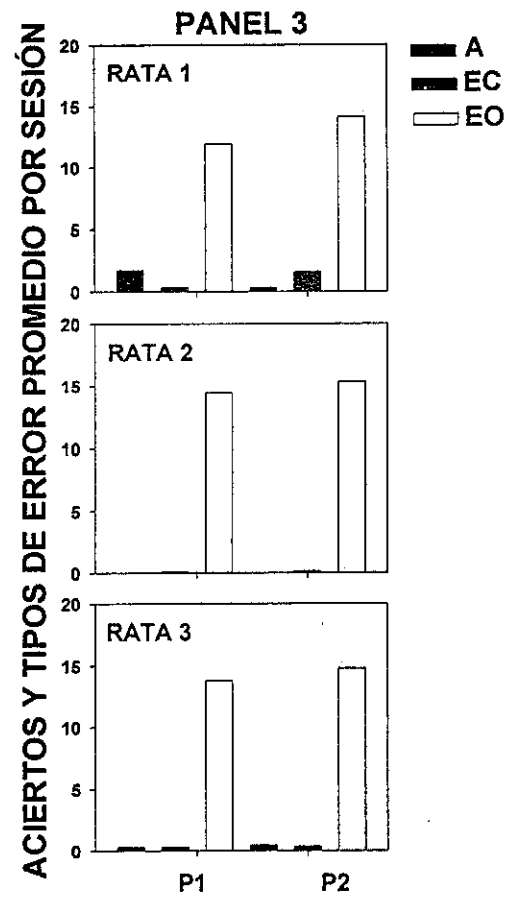 PANEL 3
A
EC
EO
ACIERTOS Y TIPOS DE ERROR PROMEDIO POR SESIÓN
RATA 1
20
15
10
5
0
RATA 2
20
15
10
5
0
RATA 3
20
15
10
5
0
P1 P2